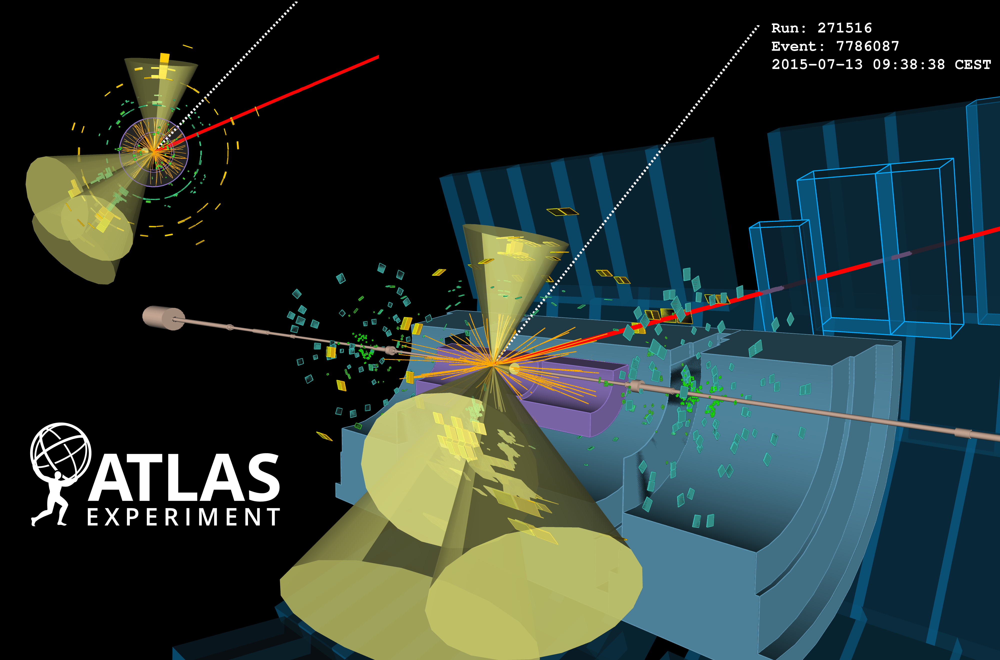 Run: 271516
Event: 7786087
2015-07-13 09:38:38 CEST
ATLAS
EXPERIMENT